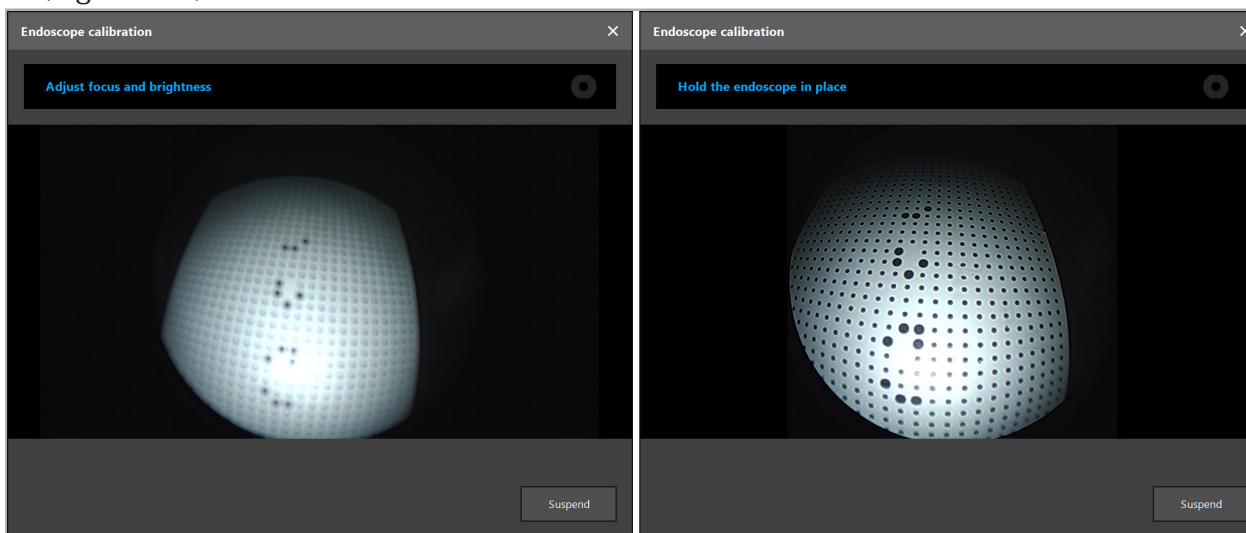 Endoscope calibration
Adjust focus and brightness
Suspend
Endoscope calibration
Hold the endoscope in place
Suspend